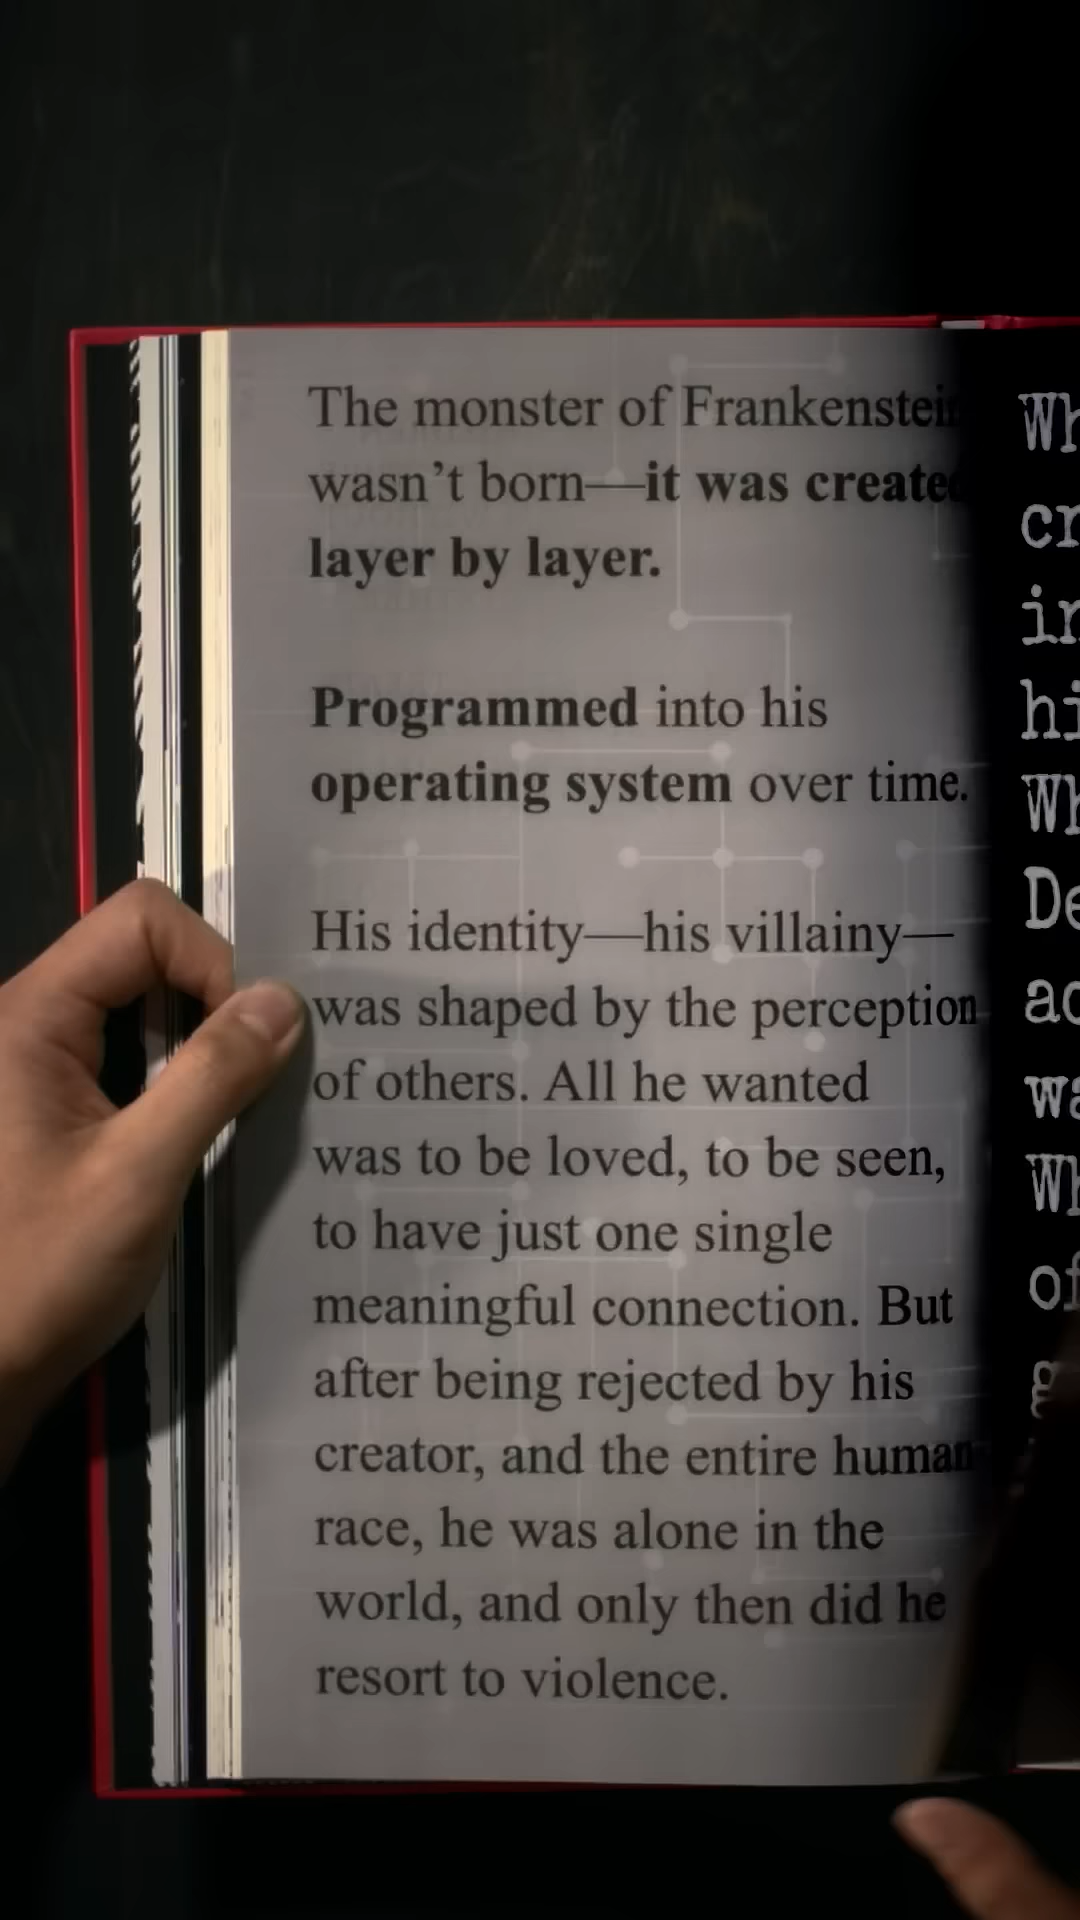 The monster of Frankenstein
wasn’t born—it was created
layer by layer.
Programmed into his
operating system over time.
His identity—his villainy—
was shaped by the perception
of others. All he wanted
was to be loved, to be seen,
to have just one single
meaningful connection. But
after being rejected by his
creator, and the entire human
race, he was alone in the
world, and only then did he
resort to violence.